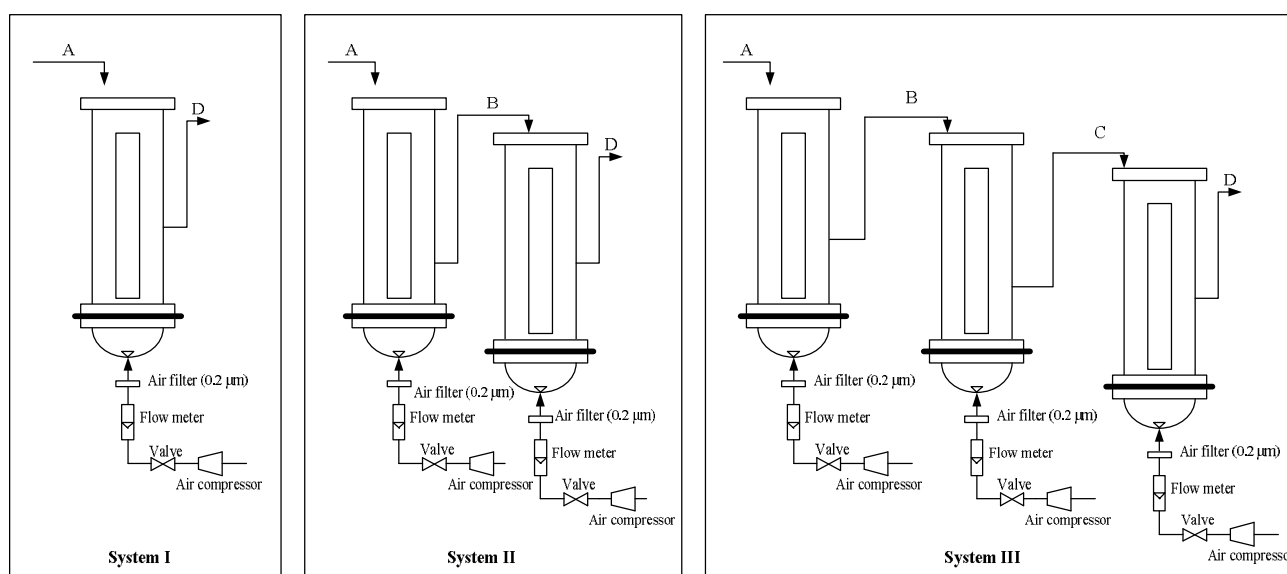 A
D
Air filter (0.2 μm)
Flow meter
Valve
Air compressor
System I
A
B
D
Air filter (0.2 μm)
Flow meter
Valve
Air compressor
Air filter (0.2 μm)
Flow meter
Valve
Air compressor
System II
A
B
C
D
Air filter (0.2 μm)
Flow meter
Valve
Air compressor
Air filter (0.2 μm)
Flow meter
Valve
Air compressor
Air filter (0.2 μm)
Flow meter
Valve
Air compressor
System III